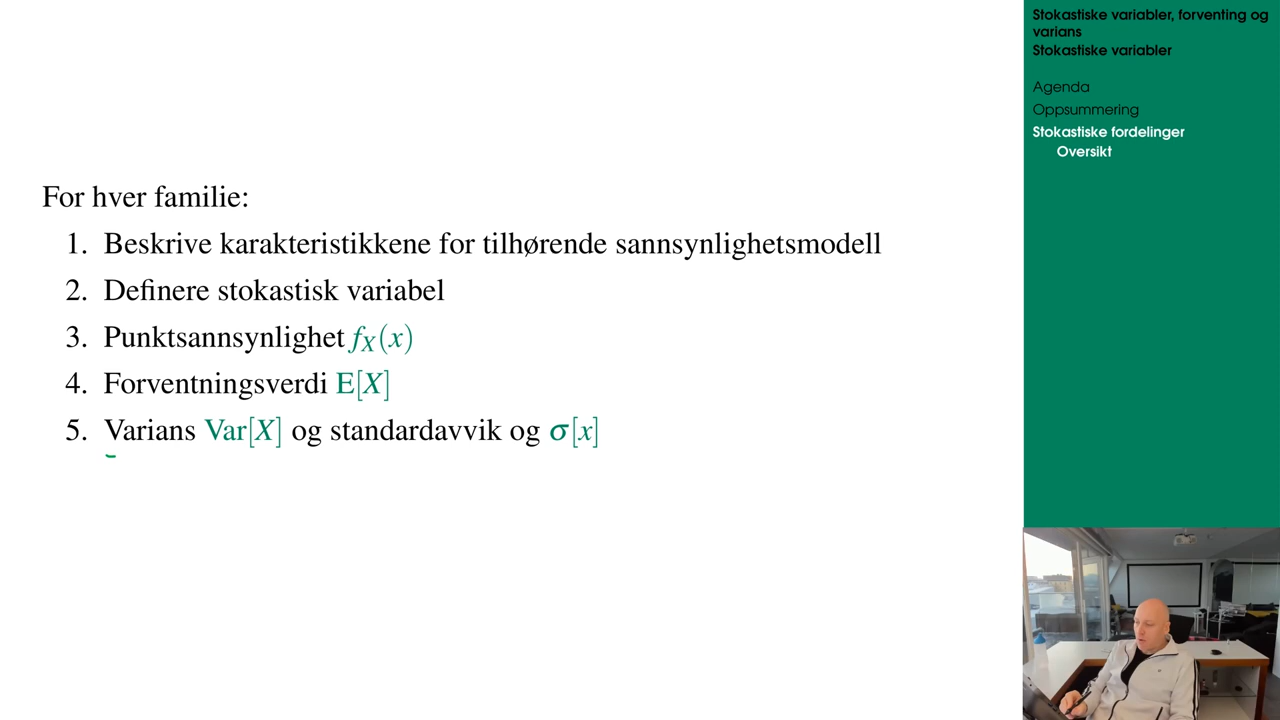 For hver familie:
1. Beskrive karakteristikkene for tilhørende sannsynlighetsmodell
2. Definere stokastisk variabel
3. Punktsannsynlighet f_X(x)
4. Forventningsverdi E[X]
5. Varians Var[X] og standardavvik og σ[x]
Stokastiske variabler, forventing og
varians
Stokastiske variabler
Agenda
Oppsummering
Stokastiske fordelinger
Oversikt